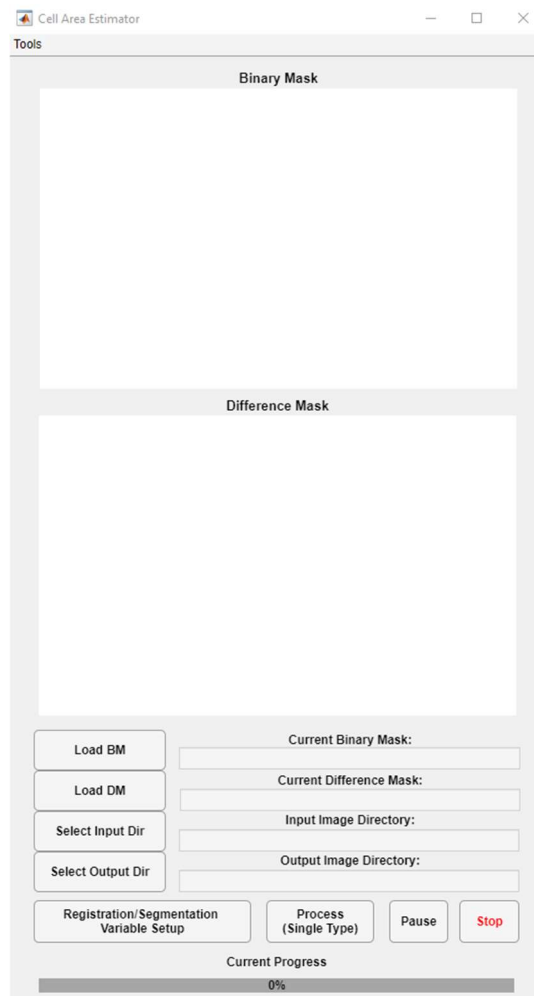 Cell Area Estimator
Tools
Binary Mask
Difference Mask
Load BM
Current Binary Mask:
Load DM
Current Difference Mask:
Select Input Dir
Input Image Directory:
Select Output Dir
Output Image Directory:
Registration/Segmentation
Variable Setup
Process
(Single Type)
Pause
Stop
Current Progress
0%